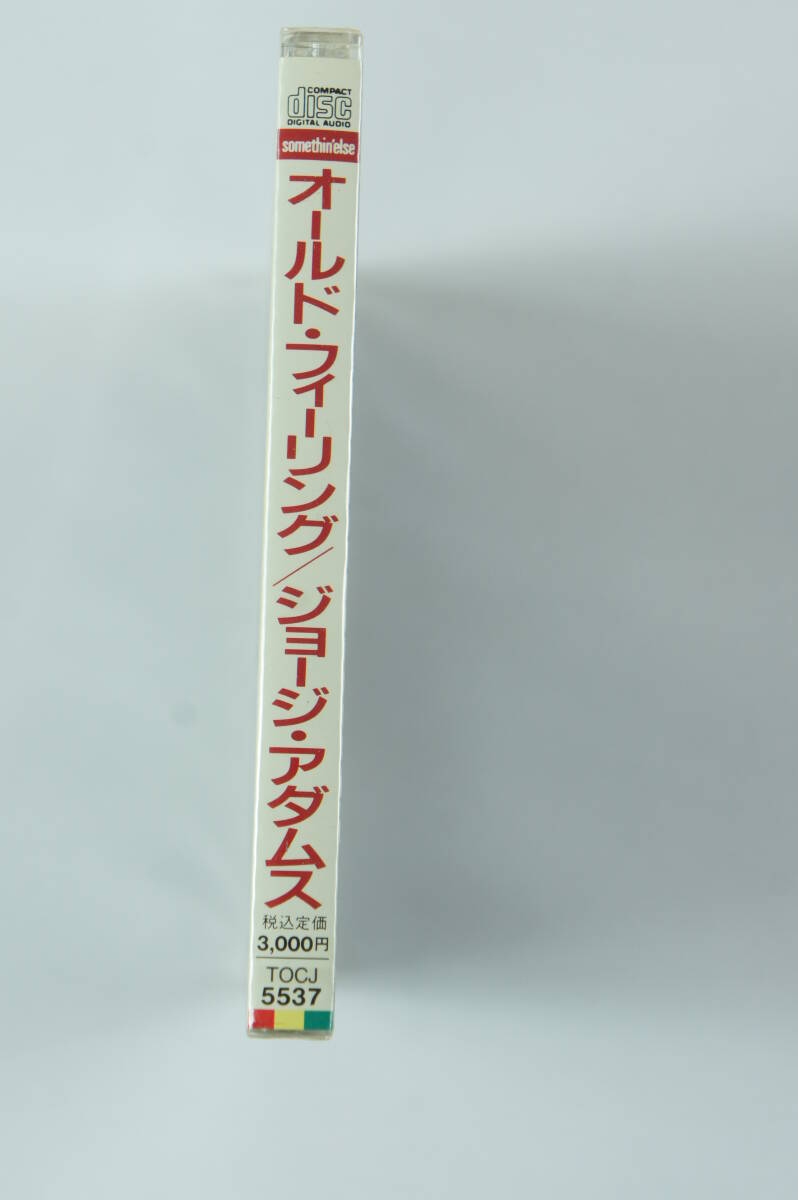 COMPACT
disc
DIGITAL AUDIO
somethin'else
オールド・フィーリング/ジョージ・アダムス
税込定価
3,000円
TOCJ
5537